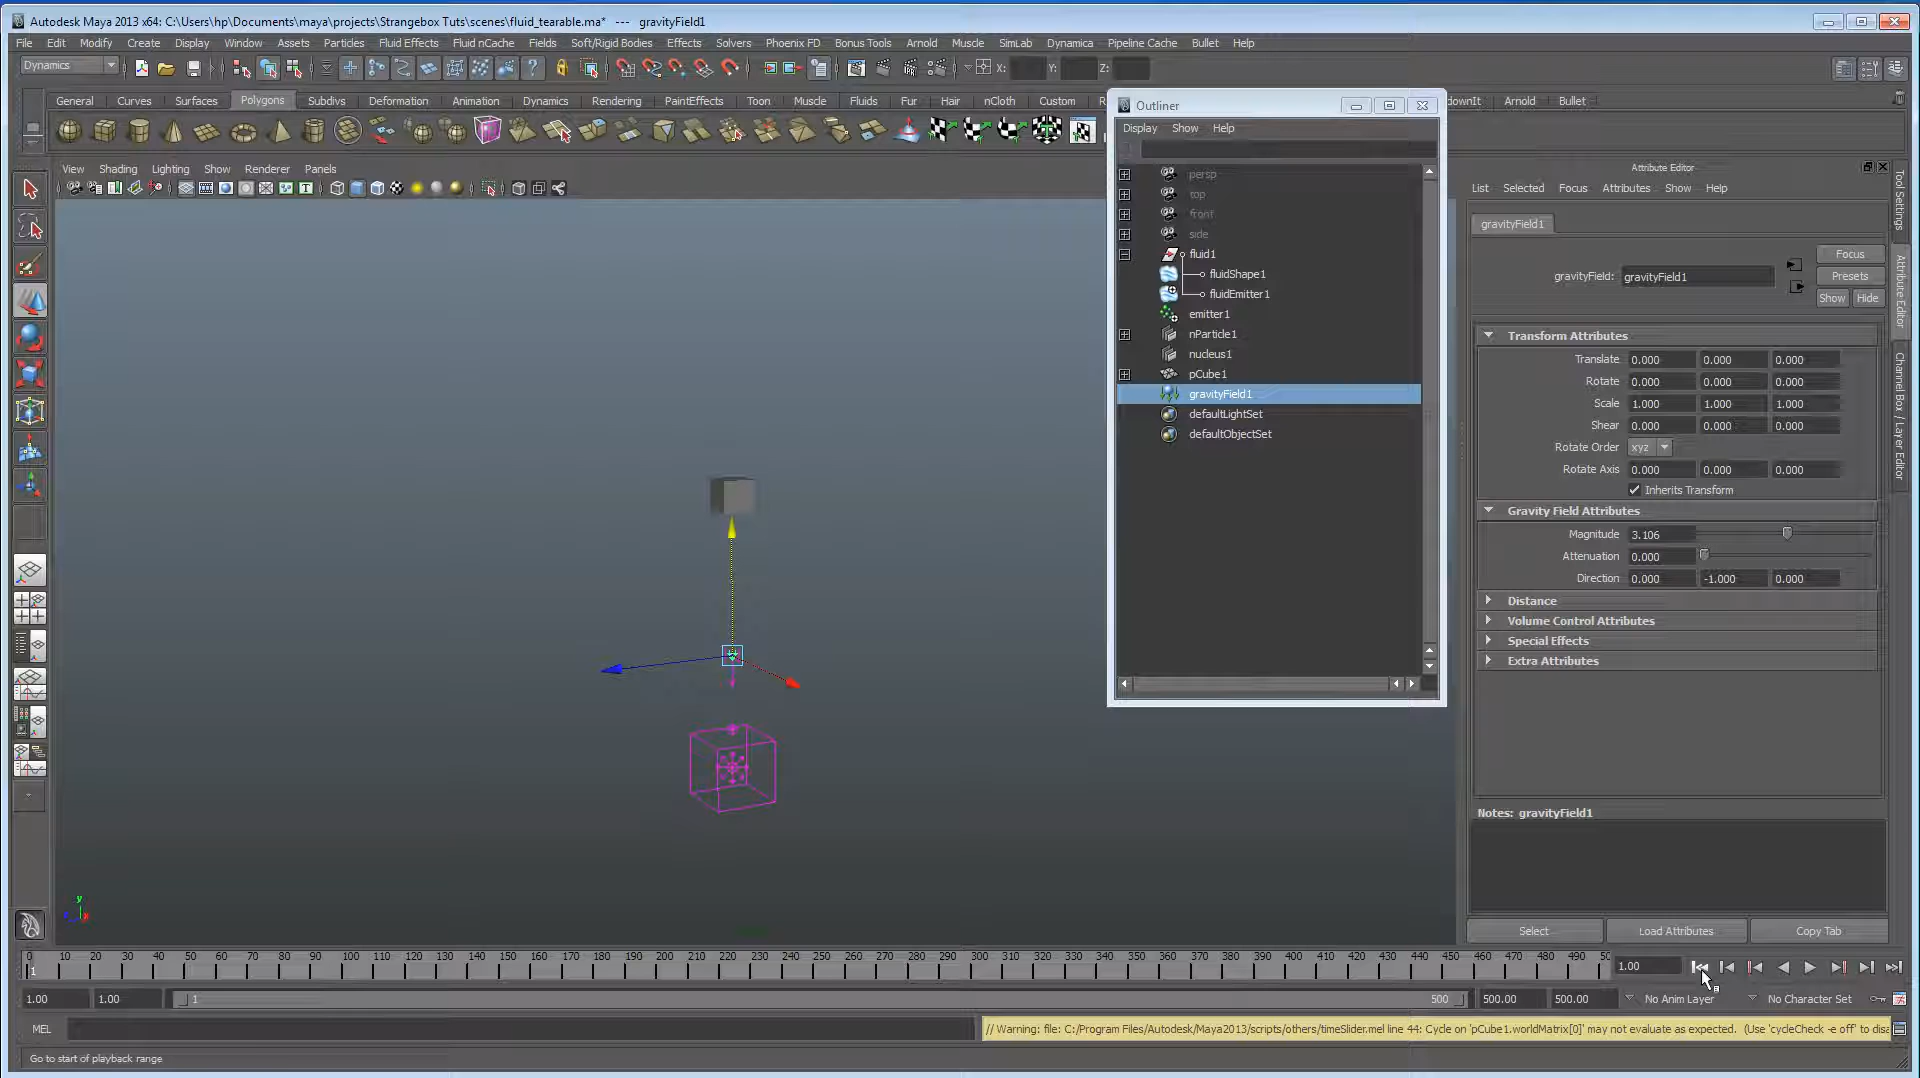 Autodesk Maya 2013 x64: C:\Users\hp\Documents\maya\projects\Strangebox Tuts\scenes\fluid_tearable.ma* --- gravityField1
File Edit Modify Create Display Window Assets Particles Fluid Effects Fluid nCache Fields Soft/Rigid Bodies Effects Solvers Phoenix FD Bonus Tools Arnold Muscle SimLab Dynamica Pipeline Cache Bullet Help
Dynamics X: Y: Z:
General Curves Surfaces Polygons Subdivs Deformation Animation Dynamics Rendering PaintEffects Toon Muscle Fluids Fur Hair nCloth Custom R
downIt Arnold Bullet
View Shading Lighting Show Renderer Panels
Outliner
Display Show Help
persp
top
front
side
fluid1
fluidShape1
fluidEmitter1
emitter1
nParticle1
nucleus1
pCube1
gravityField1
defaultLightSet
defaultObjectSet
Attribute Editor
List Selected Focus Attributes Show Help
gravityField1
gravityField: gravityField1
Focus
Presets
Show Hide
Transform Attributes
Translate 0.000 0.000 0.000
Rotate 0.000 0.000 0.000
Scale 1.000 1.000 1.000
Shear 0.000 0.000 0.000
Rotate Order xyz
Rotate Axis 0.000 0.000 0.000
Inherits Transform
Gravity Field Attributes
Magnitude 3.106
Attenuation 0.000
Direction 0.000 -1.000 0.000
Distance
Volume Control Attributes
Special Effects
Extra Attributes
Notes: gravityField1
Select Load Attributes Copy Tab
Tool Settings
Attribute Editor
Channel Box / Layer Editor
y
z x
0 10 20 30 40 50 60 70 80 90 100 110 120 130 140 150 160 170 180 190 200 210 220 230 240 250 260 270 280 290 300 310 320 330 340 350 360 370 380 390 400 410 420 430 440 450 460 470 480 490 50
1
1.00
1.00 1.00 1 500 500.00 500.00 No Anim Layer No Character Set
MEL
// Warning: file: C:/Program Files/Autodesk/Maya2013/scripts/others/timeSlider.mel line 44: Cycle on 'pCube1.worldMatrix[0]' may not evaluate as expected. (Use 'cycleCheck -e off' to disa
Go to start of playback range